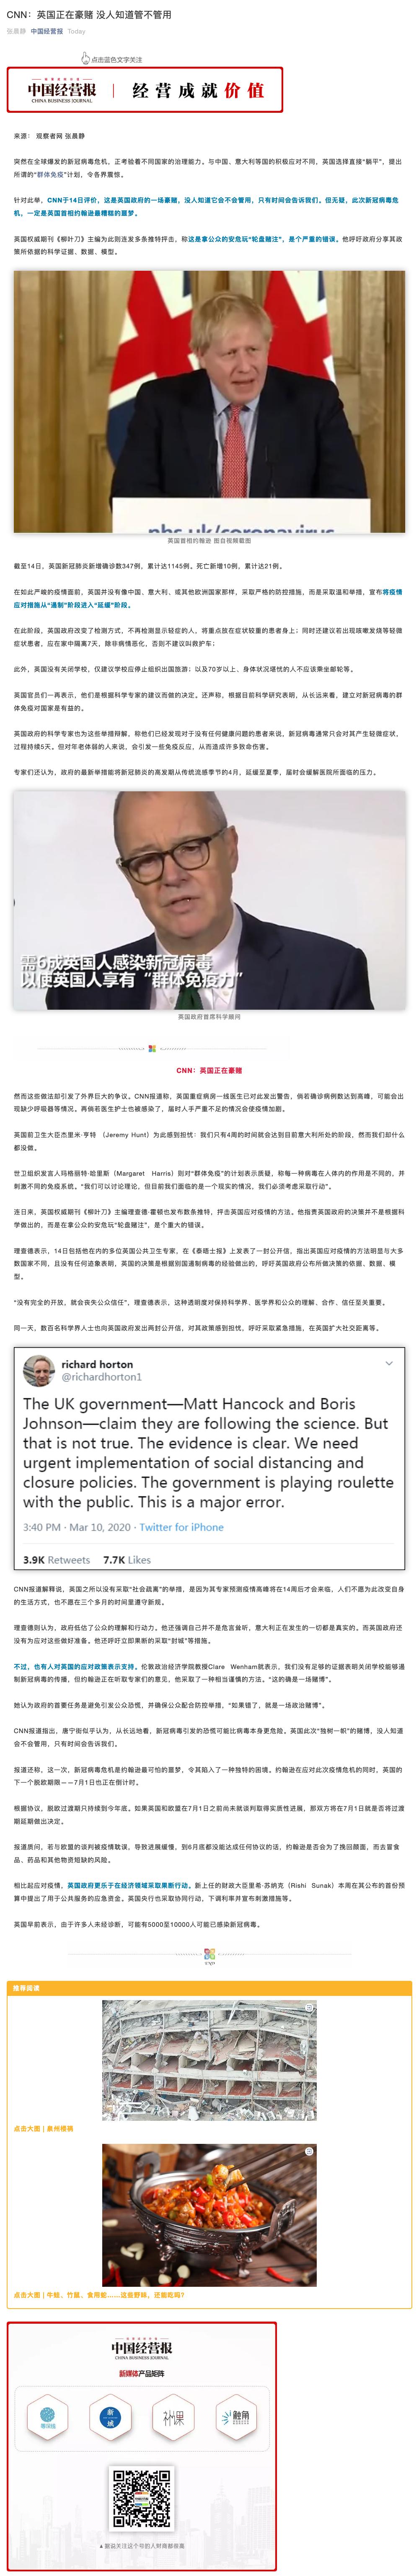 CNN：英国正在豪赌 没人知道管不管用
张晨静 中国经营报 Today
点击蓝色文字关注
中国经营报
CHINA BUSINESS JOURNAL
经营成就价值
来源： 观察者网 张晨静
突然在全球爆发的新冠病毒危机，正考验着不同国家的治理能力。与中国、意大利等国的积极应对不同，英国选择直接“躺平”，提出
所谓的“群体免疫”计划，令各界震惊。
针对此举，CNN于14日评价，这是英国政府的一场豪赌，没人知道它会不会管用，只有时间会告诉我们。但无疑，此次新冠病毒危
机，一定是英国首相约翰逊最糟糕的噩梦。
英国权威期刊《柳叶刀》主编为此则连发多条推特抨击，称这是拿公众的安危玩“轮盘赌注”，是个严重的错误。他呼吁政府分享其政
策所依据的科学证据、数据、模型。
nhs.uk/coronavirus
英国首相约翰逊 图自视频截图
截至14日，英国新冠肺炎新增确诊数347例，累计达1145例。死亡新增10例，累计达21例。
在如此严峻的疫情面前，英国并没有像中国、意大利、或其他欧洲国家那样，采取严格的防控措施，而是采取温和举措，宣布将疫情
应对措施从“遏制”阶段进入“延缓”阶段。
在此阶段，英国政府改变了检测方式，不再检测显示轻症的人，将重点放在症状较重的患者身上；同时还建议若出现咳嗽发烧等轻微
症状患者，应在家中隔离7天，除非病情恶化，否则不建议叫救护车；
此外，英国没有关闭学校，仅建议学校应停止组织出国旅游；以及70岁以上、身体状况堪忧的人不应该乘坐邮轮等。
英国官员们一再表示，他们是根据科学专家的建议而做的决定。还声称，根据目前科学研究表明，从长远来看，建立对新冠病毒的群
体免疫对国家是有益的。
英国政府的科学专家也为这些举措辩解，称他们已经发现对于没有任何健康问题的患者来说，新冠病毒通常只会对其产生轻微症状，
过程持续5天。但对年老体弱的人来说，会引发一些免疫反应，从而造成许多致命伤害。
专家们还认为，政府的最新举措能将新冠肺炎的高发期从传统流感季节的4月，延缓至夏季，届时会缓解医院所面临的压力。
需6成英国人感染新冠病毒
以使英国人享有“群体免疫力”
英国政府首席科学顾问
CNN：英国正在豪赌
然而这些做法却引发了外界巨大的争议。CNN报道称，英国重症病房一线医生已对此发出警告，倘若确诊病例数达到高峰，可能会出
现缺少呼吸器等情况。再倘若医生护士也被感染了，届时人手严重不足的情况会使疫情加剧。
英国前卫生大臣杰里米·亨特 （Jeremy Hunt）为此感到担忧：我们只有4周的时间就会达到目前意大利所处的阶段，然而我们却什么
都没做。
世卫组织发言人玛格丽特·哈里斯（Margaret Harris）则对“群体免疫”的计划表示质疑，称每一种病毒在人体内的作用是不同的，并
刺激不同的免疫系统。“我们可以讨论理论，但目前我们面临的是一个现实的情况，我们必须考虑采取行动”。
连日来，英国权威期刊《柳叶刀》主编理查德·霍顿也发布数条推特，抨击英国应对疫情的方法。他指责英国政府的决策并不是根据科
学做出的，而是在拿公众的安危玩“轮盘赌注”，是个重大的错误。
理查德表示，14日包括他在内的多位英国公共卫生专家，在《泰晤士报》上发表了一封公开信，指出英国应对疫情的方法明显与大多
数国家不同，且没有任何迹象表明，英国的决策是根据别国遏制病毒的经验做出的，呼吁英国政府公布所做决策的依据、数据、模
型。
“没有完全的开放，就会丧失公众信任”，理查德表示，这种透明度对保持科学界、医学界和公众的理解、合作、信任至关重要。
同一天，数百名科学界人士也向英国政府发出两封公开信、对其政策感到担忧，呼吁采取紧急措施，在英国扩大社交距离等。
richard horton
@richardhorton1
The UK government—Matt Hancock and Boris
Johnson—claim they are following the science. But
that is not true. The evidence is clear. We need
urgent implementation of social distancing and
closure policies. The government is playing roulette
with the public. This is a major error.
3:40 PM · Mar 10, 2020 · Twitter for iPhone
3.9K Retweets 7.7K Likes
CNN报道解释说，英国之所以没有采取“社会疏离”的举措，是因为其专家预测疫情高峰将在14周后才会来临，人们不愿为此改变自身
的生活方式，也不愿在三个多月的时间里遵守新规。
理查德则认为，政府低估了公众的理解和行动力。他还强调自己并不是危言耸听，意大利正在发生的一切都是真实的。而英国政府还
没有为应对这些做好准备。他还呼吁立即果断的采取“封城”等措施。
不过，也有人对英国的应对政策表示支持。伦敦政治经济学院教授Clare Wenham就表示，我们没有足够的证据表明关闭学校能够遏
制新冠病毒的传播，但约翰逊正在听取专家们的意见，他采取了一种相当谨慎的方法。“这的确是一场赌博”。
她认为政府的首要任务是避免引发公众恐慌，并确保公众配合防控举措，“如果错了，就是一场政治赌博”。
CNN报道指出，唐宁街似乎认为，从长远地看，新冠病毒引发的恐慌可能比病毒本身更危险。英国此次“独树一帜”的赌博，没人知道
会不会管用，只有时间会告诉我们。
报道还称，这一次，新冠病毒危机是约翰逊最可怕的噩梦，令其陷入了一种独特的困境。约翰逊在应对此次疫情危机的同时，英国的
下一个脱欧期限——7月1日也正在倒计时。
根据协议，脱欧过渡期只持续到今年底。如果英国和欧盟在7月1日之前尚未就谈判取得实质性进展，那双方将在7月1日就是否将过渡
期延期做出决定。
报道质问，若与欧盟的谈判被疫情耽误，导致进展缓慢，到6月底都没能达成任何协议的话，约翰逊是否会为了挽回颜面，而去冒食
品、药品和其他物资短缺的风险。
相比起应对疫情，英国政府更乐于在经济领域采取果断行动。新上任的财政大臣里希·苏纳克（Rishi Sunak）本周在其公布的首份预
算中提出了用于公共服务的应急资金。英国央行也采取协同行动，下调利率并宣布刺激措施等。
英国早前表示，由于许多人未经诊断，可能有5000至10000人可能已感染新冠病毒。
END
推荐阅读
点击大图 | 泉州楼祸
点击大图 | 牛蛙、竹鼠、食用蛇……这些野味，还能吃吗？
中国经营报
CHINA BUSINESS JOURNAL
新媒体产品矩阵
等深线
新域
社课
触角
▲据说关注这个号的人财商都很高